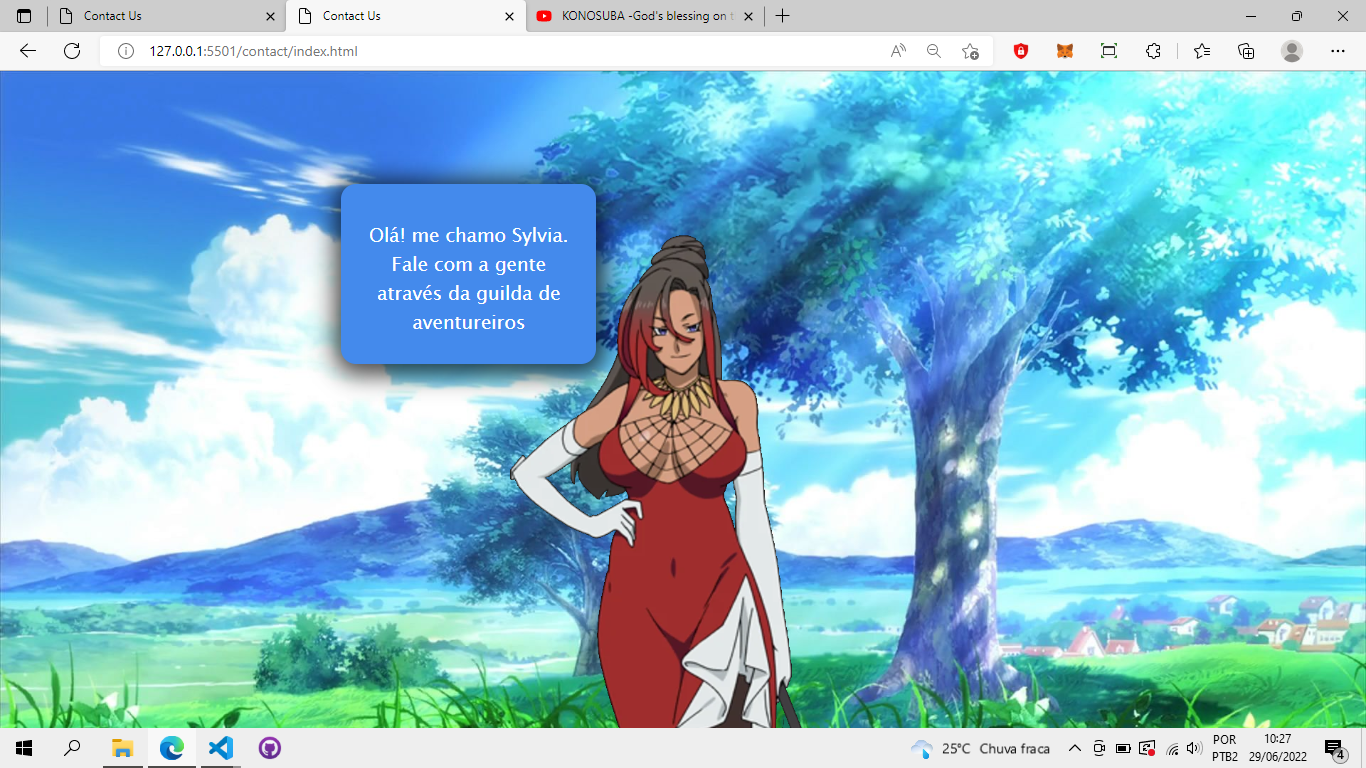 Contact Us
Contact Us
KONOSUBA -God's blessing on t
127.0.0.1:5501/contact/index.html
Olá! me chamo Sylvia.
Fale com a gente
através da guilda de
aventureiros
25°C Chuva fraca
POR
PTB2
10:27
29/06/2022
4